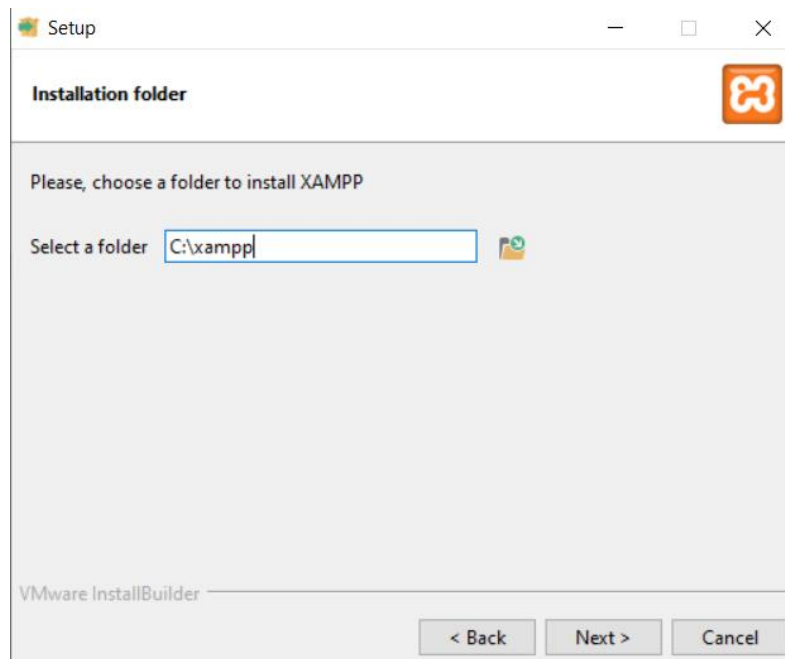 Setup
Installation folder
Please, choose a folder to install XAMPP
Select a folder C:\xampp
VMware InstallBuilder
< Back Next > Cancel